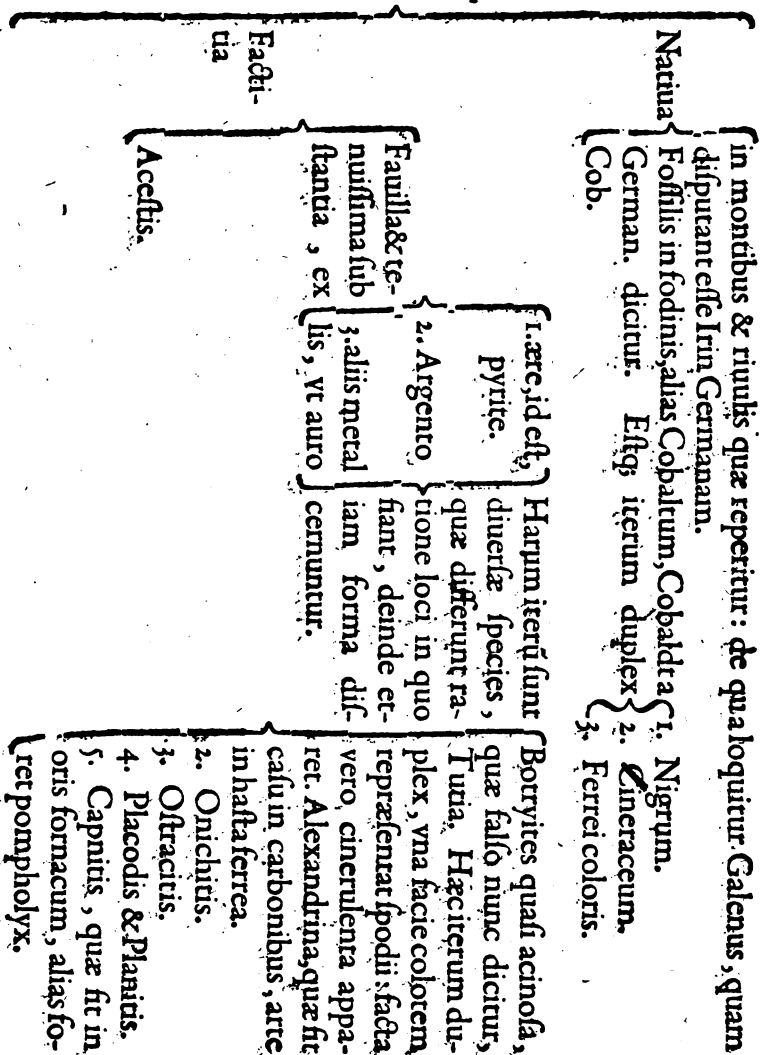 Natiua
in montibus & riuulis quæ reperitur: de qua loquitur Galenus, quam
diſputant eſſe Irin Germanam.
Foſſilis in fodinis, alias Cobaltum, Cobaldta
German. dicitur. Eſtq; iterum duplex
Cob.
1. Nigrum.
2. Cineraceum.
3. Ferrei coloris.
Facti-
tia
Fauilla & te-
nuiſſima ſub
ſtantia, ex
1. ære, id eſt,
pyrite.
2. Argento
3. aliis metal
lis, vt auro
Harum iterũ ſunt
diuerſæ ſpecies,
quæ differunt ra-
tione loci in quo
fiant, deinde et-
iam forma diſ-
cernuntur.
Botryites quaſi acinoſa,
quæ falſo nunc dicitur,
Tutia. Hæc iterum du-
plex, vna facie colorem
repræſentat ſpodii: facta
vero cinerulenta appa-
ret. Alexandrina, quæ fit
caſu in carbonibus, arte
in haſta ferrea.
2. Onichitis.
3. Oſtracitis.
4. Placodis & Planitis.
5. Capnitis, quæ fit in
oris fornacum, alias fo-
ret pompholyx.
Aceſtis.